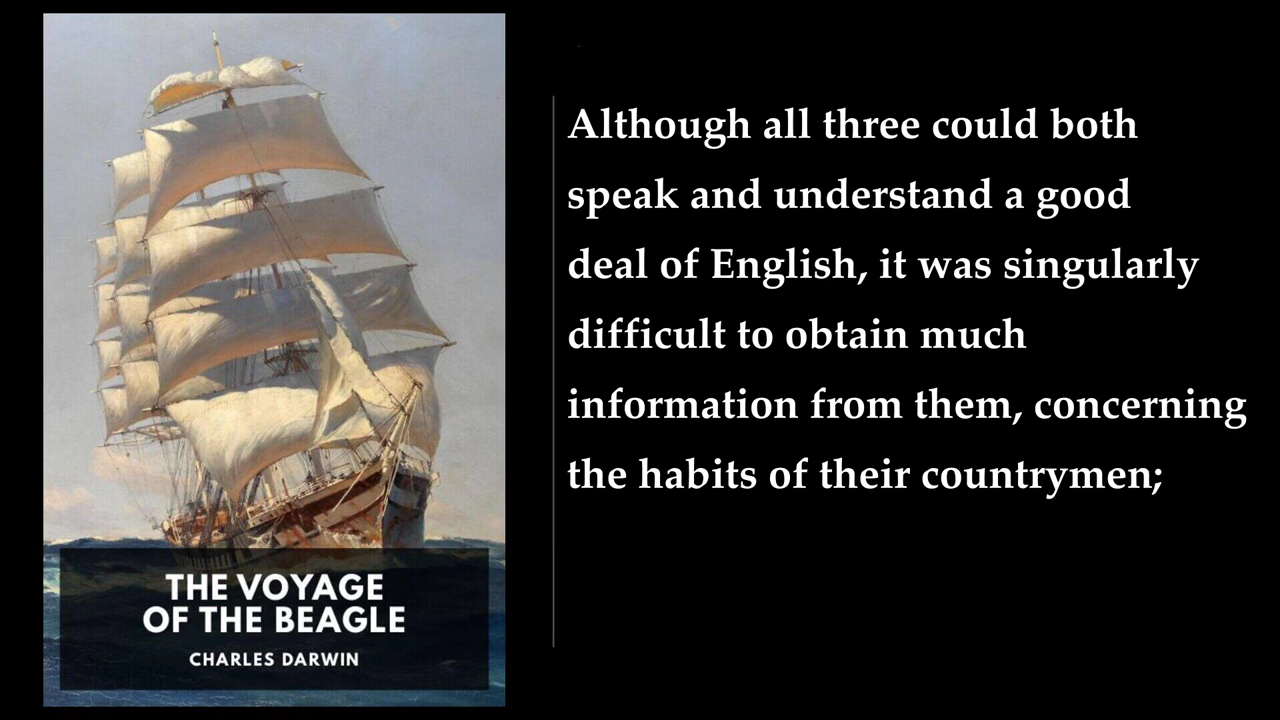 THE VOYAGE
OF THE BEAGLE
CHARLES DARWIN
Although all three could both
speak and understand a good
deal of English, it was singularly
difficult to obtain much
information from them, concerning
the habits of their countrymen;